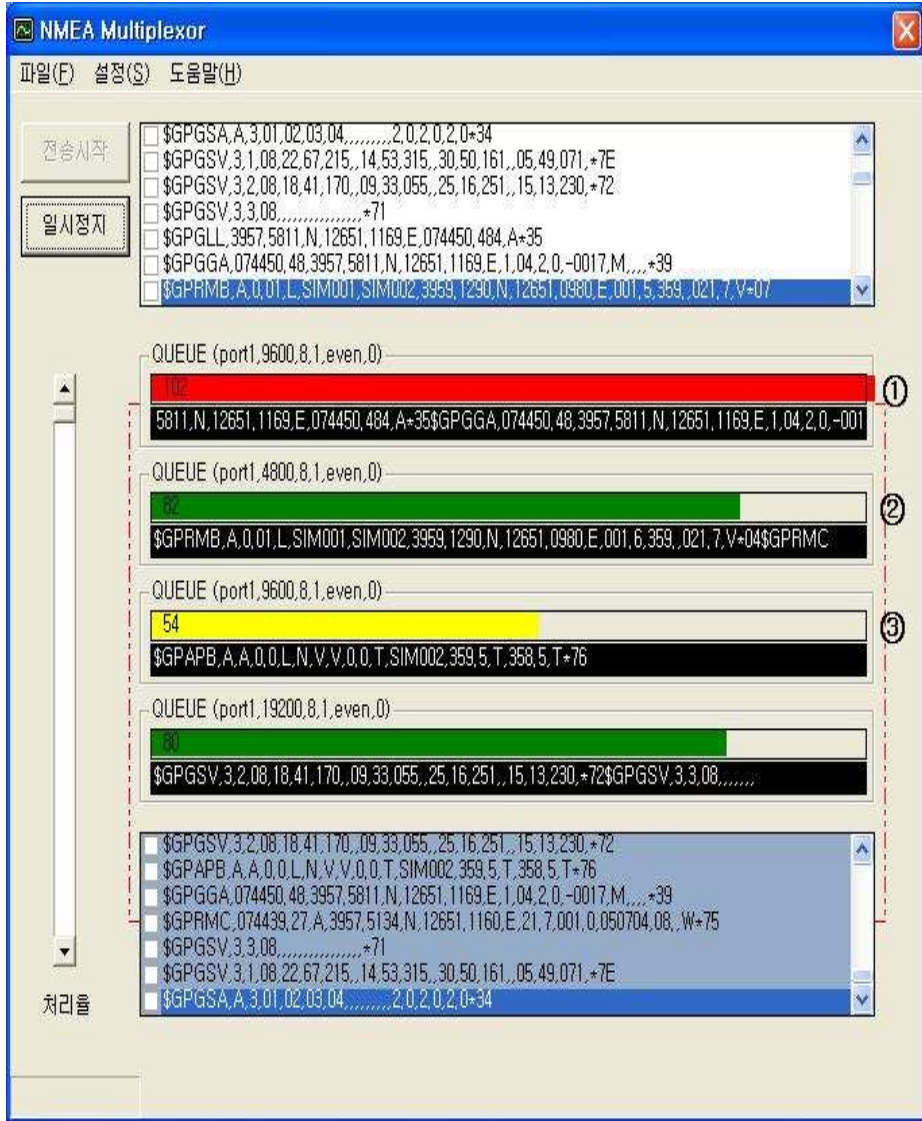 NMEA Multiplexor
파일(F) 설정(S) 도움말(H)
전송시작
일시정지
$GPGSA,A,3,01,02,03,04,,,,,,,,,2,0,2,0,2,0*34
$GPGSV,3,1,08,22,67,215,,14,53,315,,30,50,161,,05,49,071,*7E
$GPGSV,3,2,08,18,41,170,,09,33,055,,25,16,251,,15,13,230,*72
$GPGSV,3,3,08,,,,,,,,,,,,,,,,*71
$GPGLL,3957,5811,N,12651,1169,E,074450,484,A*35
$GPGGA,074450,48,3957,5811,N,12651,1169,E,1,04,2,0,-0017,M,,,,*39
$GPRMB,A,0,01,L,SIM001,SIM002,3959,1290,N,12651,0980,E,001,5,359,,021,7,V*07
QUEUE (port1,9600,8,1,even,0)
102
①
5811,N,12651,1169,E,074450,484,A*35$GPGGA,074450,48,3957,5811,N,12651,1169,E,1,04,2,0,-001
QUEUE (port1,4800,8,1,even,0)
82
②
$GPRMB,A,0,01,L,SIM001,SIM002,3959,1290,N,12651,0980,E,001,6,359,,021,7,V*04$GPRMC
QUEUE (port1,9600,8,1,even,0)
54
③
$GPAPB,A,A,0,0,L,N,V,V,0,0,T,SIM002,359,5,T,358,5,T*76
QUEUE (port1,19200,8,1,even,0)
80
$GPGSV,3,2,08,18,41,170,,09,33,055,,25,16,251,,15,13,230,*72$GPGSV,3,3,08,,,,,,,
$GPGSV,3,2,08,18,41,170,,09,33,055,,25,16,251,,15,13,230,*72
$GPAPB,A,A,0,0,L,N,V,V,0,0,T,SIM002,359,5,T,358,5,T*76
$GPGGA,074450,48,3957,5811,N,12651,1169,E,1,04,2,0,-0017,M,,,,*39
$GPRMC,074439,27,A,3957,5134,N,12651,1160,E,21,7,001,0,050704,08,,W*75
$GPGSV,3,3,08,,,,,,,,,,,,,,,,*71
$GPGSV,3,1,08,22,67,215,,14,53,315,,30,50,161,,05,49,071,*7E
$GPGSA,A,3,01,02,03,04,,,,,,,,,2,0,2,0,2,0*34
처리율